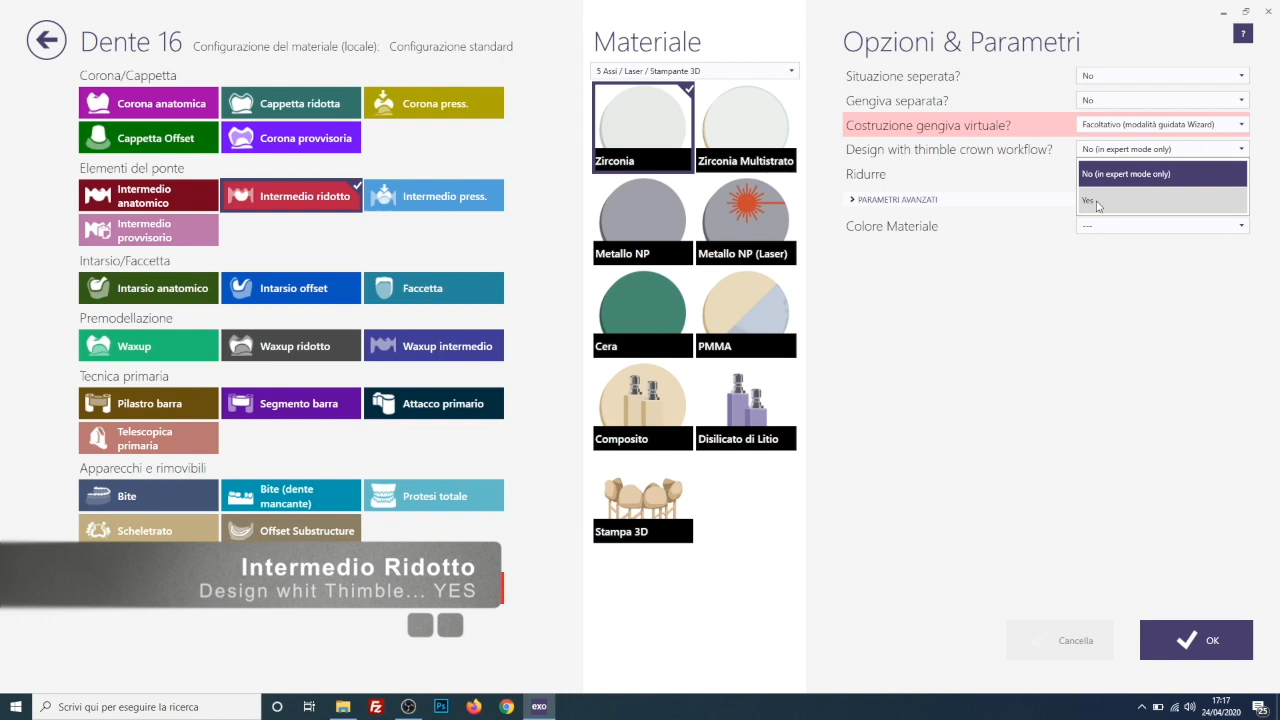 Dente 16
Configurazione del materiale (locale): Configurazione standard
Corona/Cappetta
Corona anatomica
Cappetta ridotta
Corona press.
Cappetta Offset
Corona provvisoria
Elementi del ponte
Intermedio
anatomico
Intermedio ridotto
Intermedio press.
Intermedio
provvisorio
Intarsio/Faccetta
Intarsio anatomico
Intarsio offset
Faccetta
Premodellazione
Waxup
Waxup ridotto
Waxup intermedio
Tecnica primaria
Pilastro barra
Segmento barra
Attacco primario
Telescopica
primaria
Apparecchi e rimovibili
Bite
Bite (dente
mancante)
Protesi totale
Scheletrato
Offset Substructure
Intermedio Ridotto
Design whit Thimble... YES
Materiale
5 Assi / Laser / Stampante 3D
Zirconia
Zirconia Multistrato
Metallo NP
Metallo NP (Laser)
Cera
PMMA
Composito
Disilicato di Litio
Stampa 3D
Opzioni & Parametri
?
Situazione seperata?
No
Gengiva separata?
No
Costruzione gengiva virtuale?
Facoltativo (modalità guidata Wizard)
Design with thimble crown workflow?
No (in expert mode only)
Ridurre
No (in expert mode only)
PARAMETRI AVANZATI
Yes
Colore Materiale
---
Cancella
OK
Scrivi qui per eseguire la ricerca
Fz
Ps
exo
17:17
24/04/2020
25